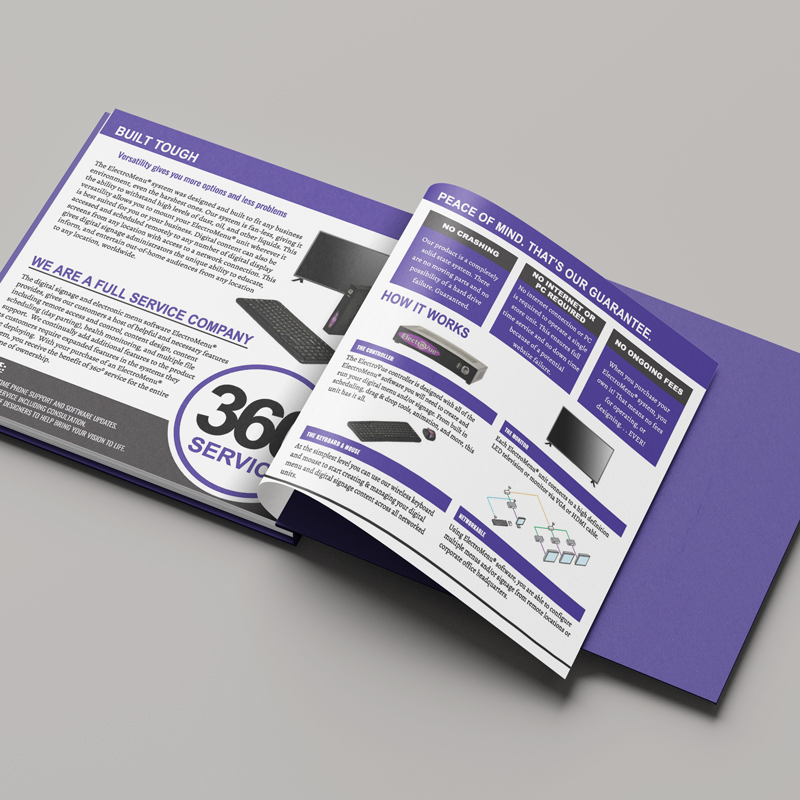 BUILT TOUGH
Versatility gives you more options and less problems
The ElectroMenu® system was designed and built to fit any business
environment, even the harshest ones. Our system is fan-less, giving it
the ability to withstand high levels of dust, oil, and other liquids. This
versatility allows you to mount your ElectroMenu® unit wherever it
is best suited for you or your business. Digital content can also be
accessed and scheduled remotely to any number of digital display
screens from any location with access to a network connection. This
gives digital signage administrators the unique ability to educate,
inform, and entertain out-of-home audiences from any location
to any location, worldwide.
WE ARE A FULL SERVICE COMPANY
The digital signage and electronic menu software ElectroMenu®
provides, gives our customers a host of helpful and necessary features
including remote access and control, content design, content
scheduling (day parting), health monitoring, and multiple file
support. We continually add additional features to the product
customers require expanded features in the systems they
deploying. With your purchase of an ElectroMenu®
you receive the benefit of 360° service for the entire
of ownership.
PHONE SUPPORT AND SOFTWARE UPDATES.
SERVICE INCLUDING CONSULTATION.
DESIGNERS TO HELP BRING YOUR VISION TO LIFE.
36
SERVIC
PEACE OF MIND, THAT'S OUR GUARANTEE.
NO CRASHING
Our product is a completely
solid state system. There
are no moving parts and no
possibility of a hard drive
failure. Guaranteed.
NO INTERNET OR
PC REQUIRED
No internet connection or PC
is required to operate a single
store unit. This enables a full
time service and no down time
because of a potential
website failure.
NO ONGOING FEES
When you purchase your
ElectroMenu® system, you
own it! That means no fees
for operating, or
designing. . . EVER!
HOW IT WORKS
ElectroVue
THE CONTROLLER
The ElectroVue controller is designed with all of the
ElectroMenu® software you will need to create, and
run your digital menu and/or signage. From built in
scheduling, drag & drop tools, animation and more, this
unit has it all.
THE MONITOR
Each ElectroMenu® unit connects to a high definition
LED television or monitor via VGA or HDMI cable.
THE KEYBOARD & MOUSE
At the simplest level you can use our wireless keyboard
and mouse to start creating & managing your digital
menu and digital signage content across all networked
units.
NETWORKABLE
Using ElectroMenu® software, you are able to configure
multiple menus and/or signage from remote locations or
corporate office headquarters.